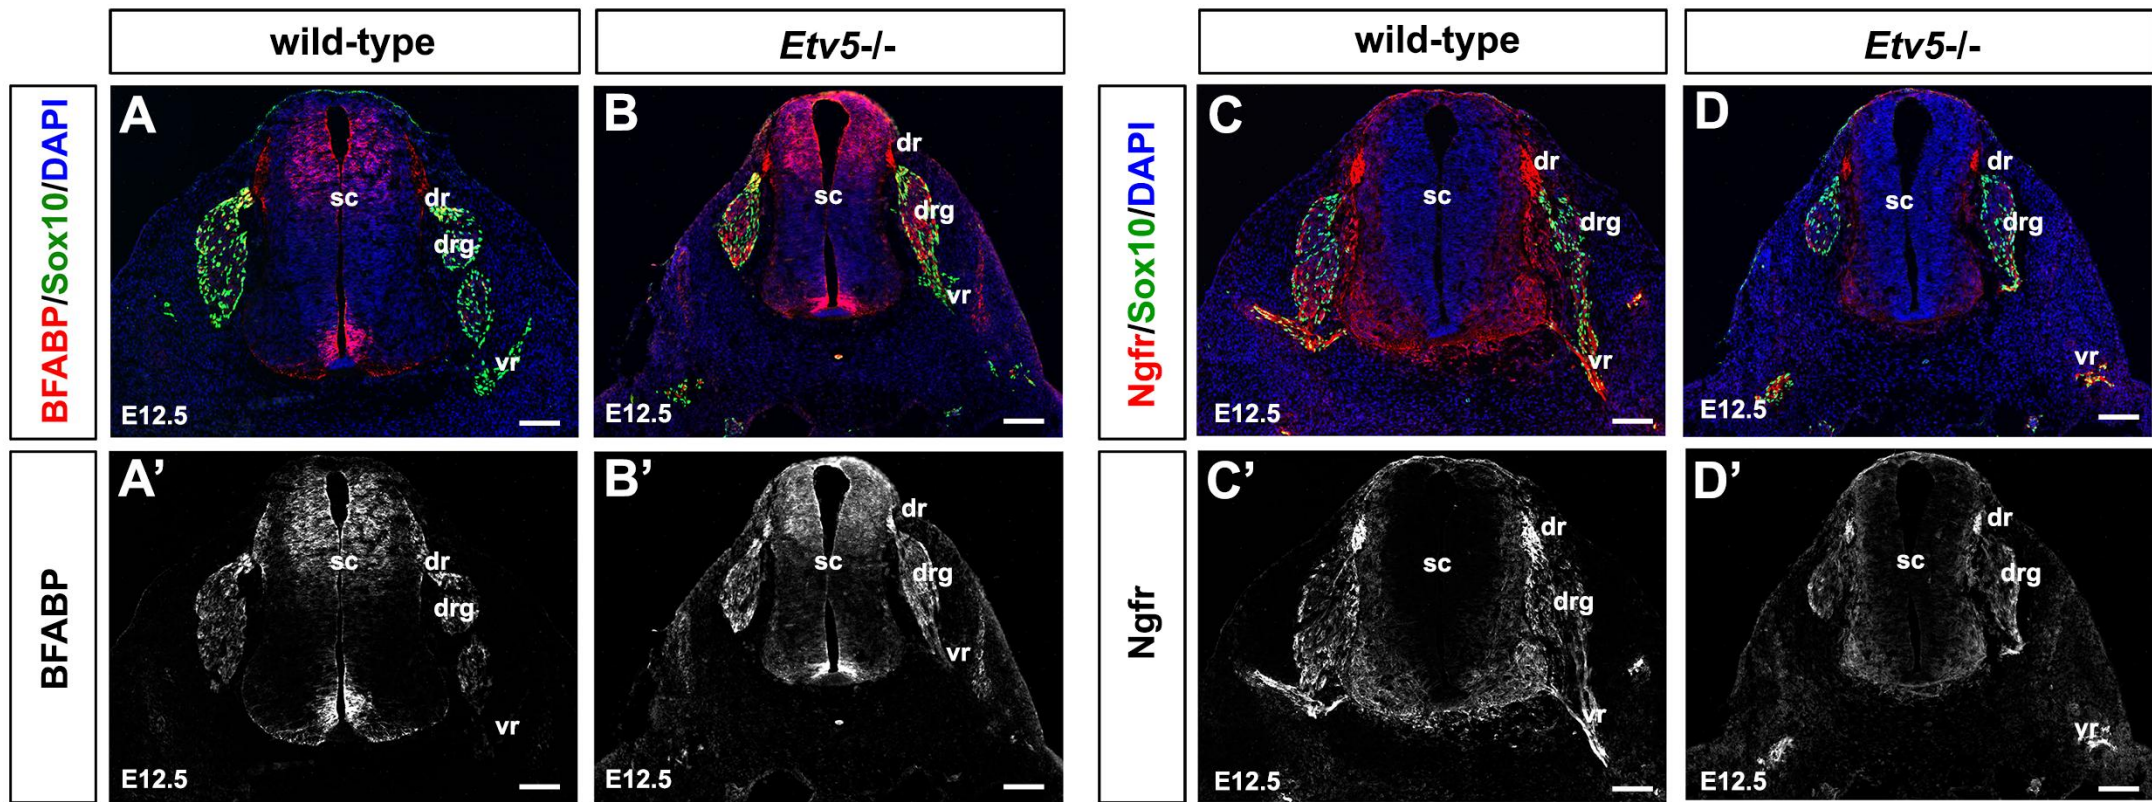 wild-type
Etv5-/-
wild-type
Etv5-/-
BFABP/Sox10/DAPI
A
sc
dr
drg
vr
E12.5
B
dr
sc
drg
vr
E12.5
Ngfr/Sox10/DAPI
C
dr
sc
drg
vr
E12.5
D
dr
sc
drg
vr
E12.5
BFABP
A’
sc
dr
drg
vr
E12.5
B’
dr
sc
drg
vr
E12.5
Ngfr
C’
dr
sc
drg
vr
E12.5
D’
dr
sc
drg
vr
E12.5